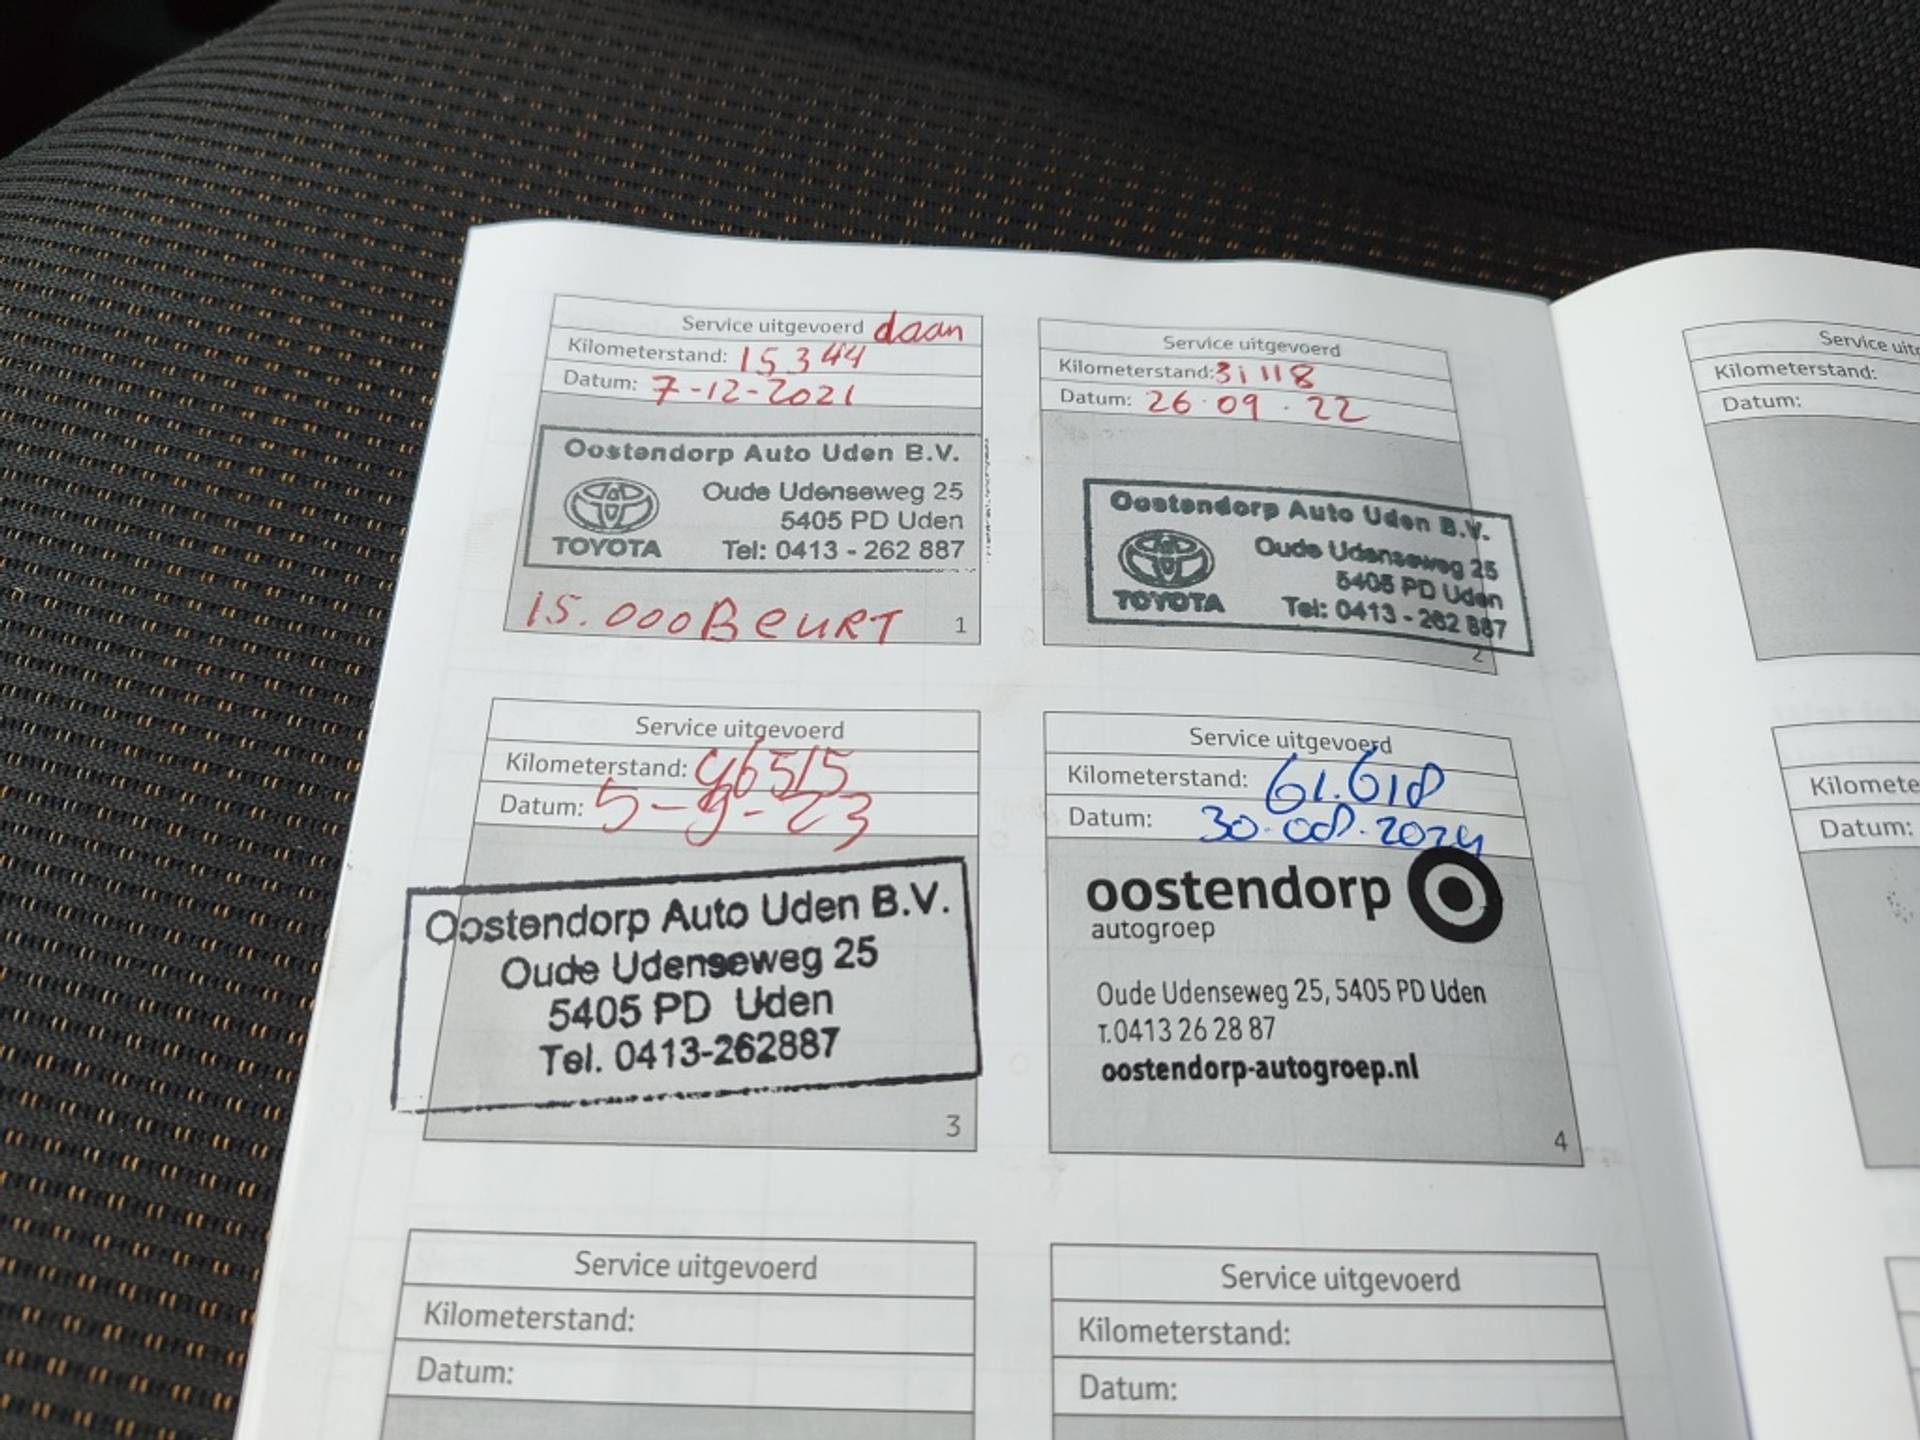 Service uitgevoerd daan
Kilometerstand: 15344
Datum: 7-12-2021
Oostendorp Auto Uden B.V.
Oude Udenseweg 25
5405 PD Uden
TOYOTA
Tel: 0413 - 262 887
15.000 BEURT
1
Service uitgevoerd
Kilometerstand: 31118
Datum: 26.09.22
Oostendorp Auto Uden B.V.
Oude Udenseweg 25
5405 PD Uden
TOYOTA
Tel: 0413 - 262 887
2
Service uitgevoerd
Kilometerstand: 46515
Datum: 5-9-23
Oostendorp Auto Uden B.V.
Oude Udenseweg 25
5405 PD Uden
Tel. 0413-262887
3
Service uitgevoerd
Kilometerstand: 61.618
Datum: 30.08.2024
oostendorp
autogroep
Oude Udenseweg 25, 5405 PD Uden
T. 0413 26 28 87
oostendorp-autogroep.nl
4
Service uitgevoerd
Kilometerstand:
Datum:
Service uitgevoerd
Kilometerstand:
Datum:
Service
Kilometerstand:
Datum:
Datum: